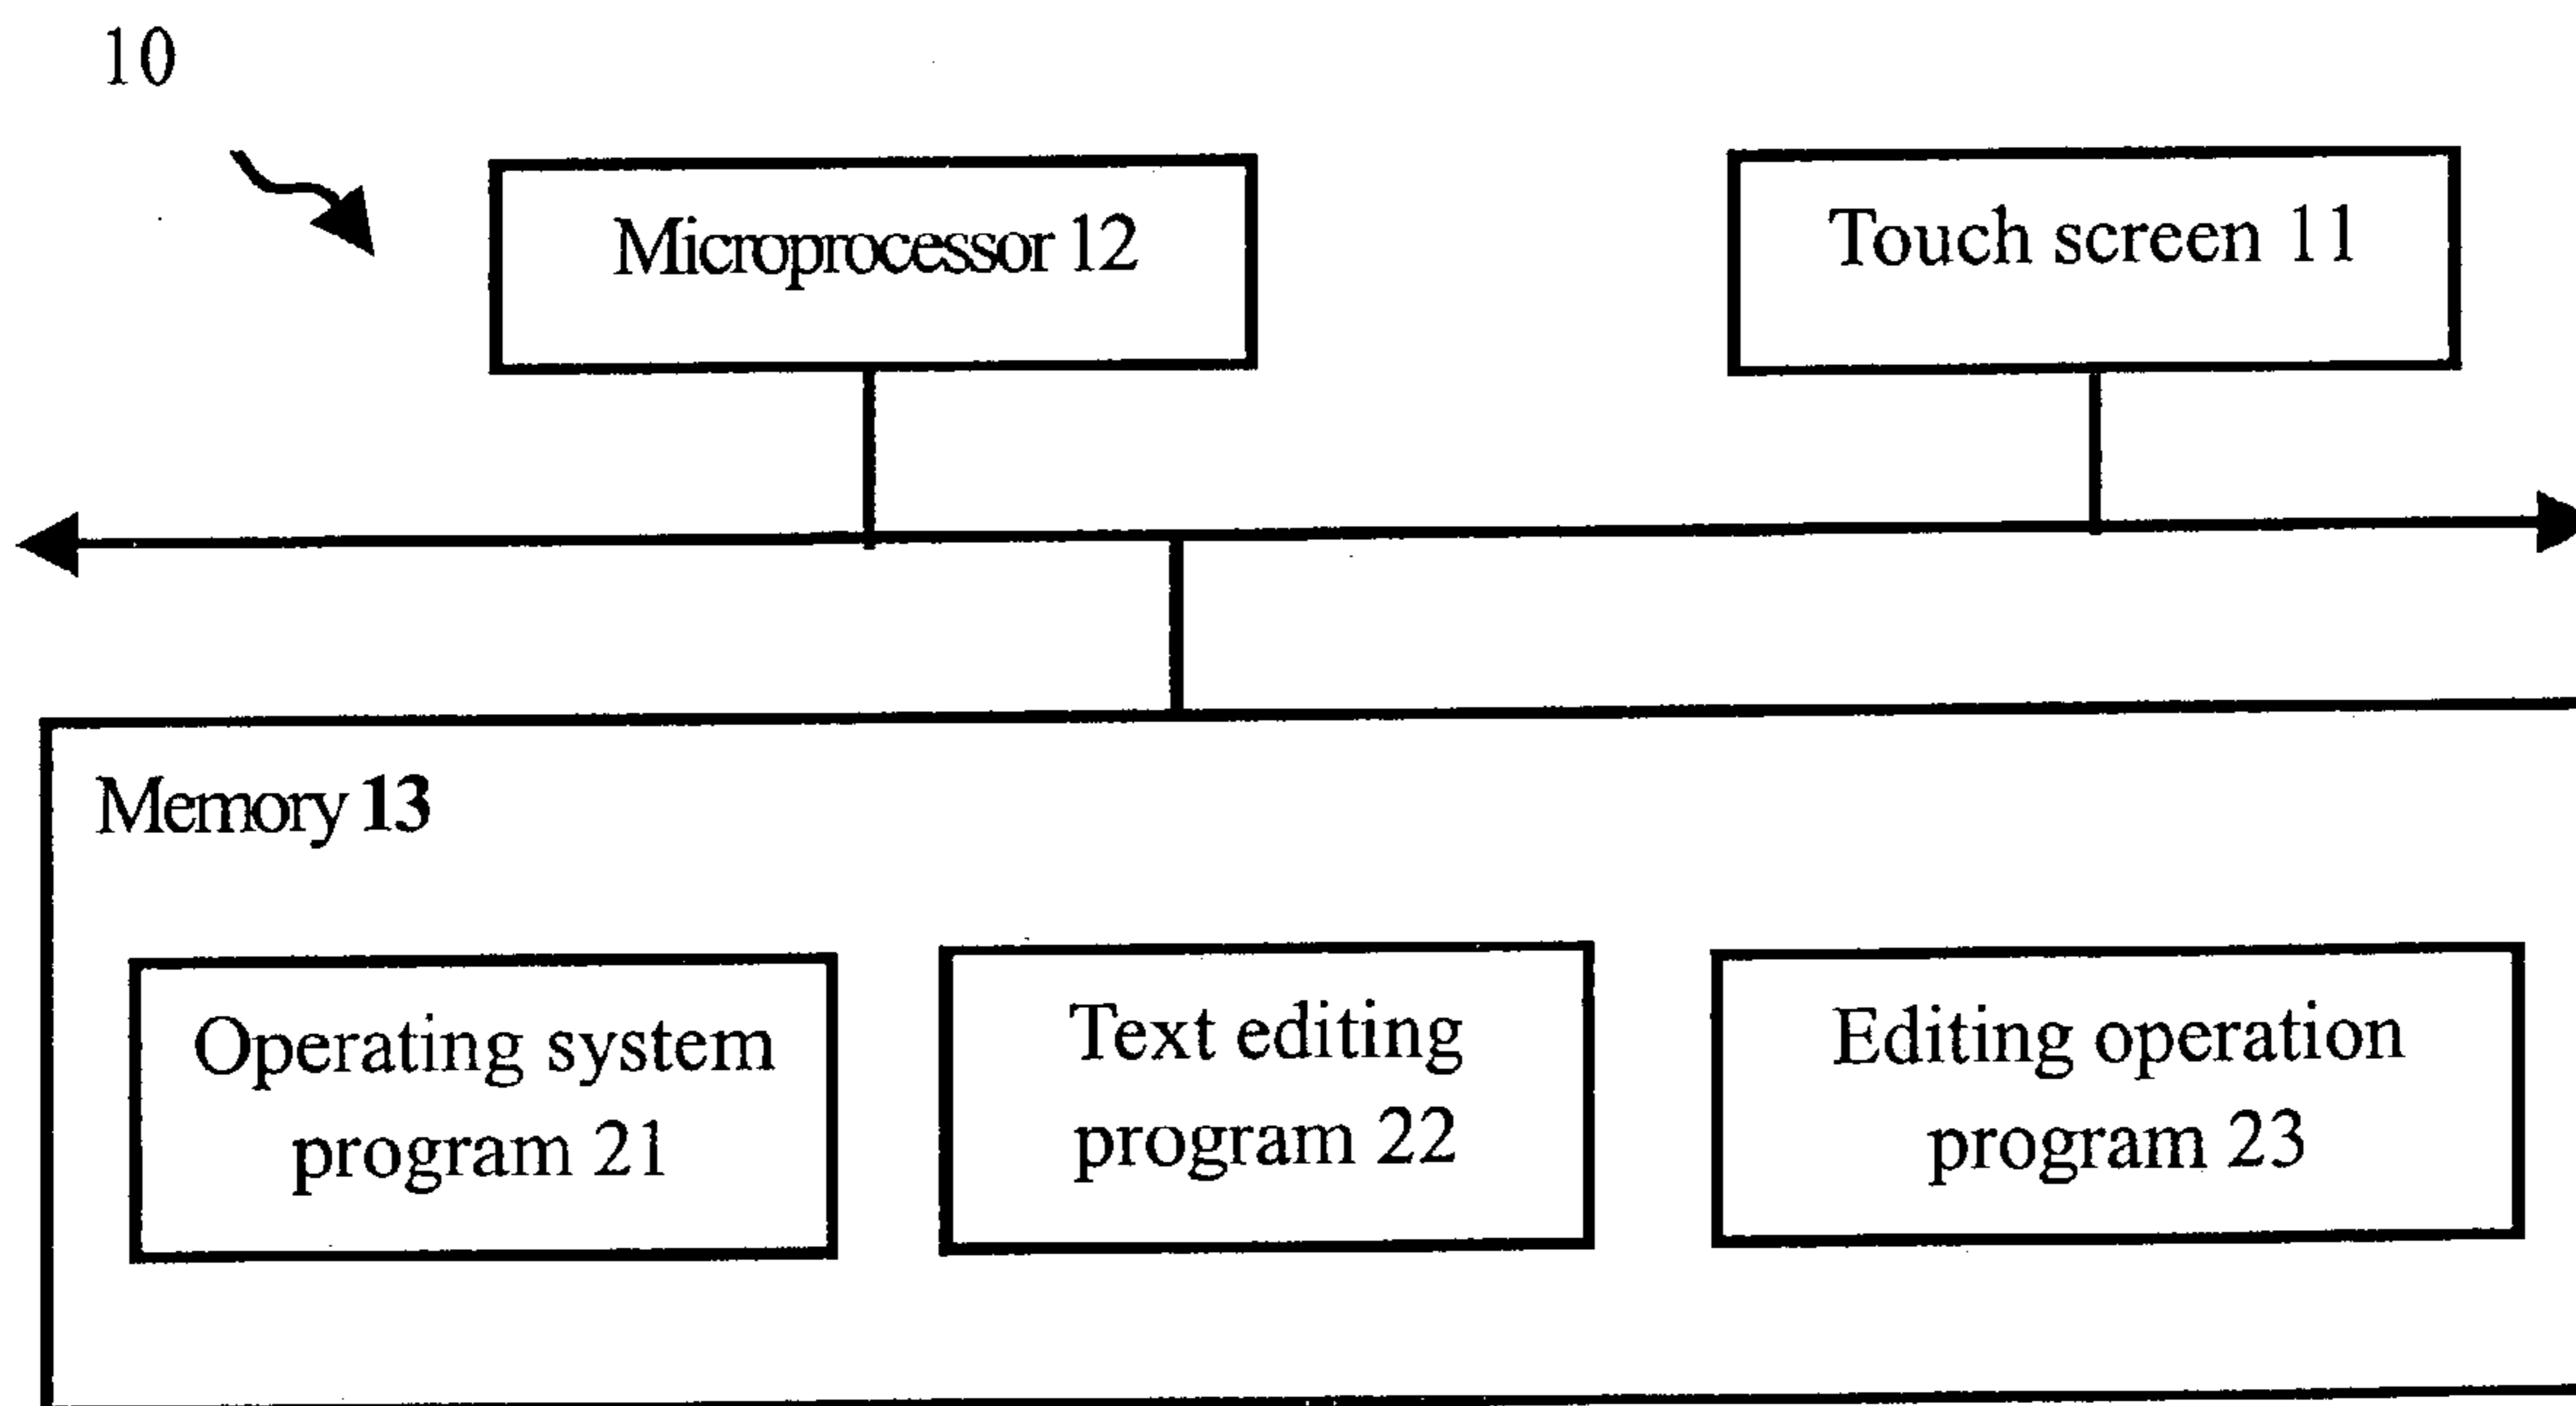 10
Microprocessor 12
Touch screen 11
Memory 13
Operating system
program 21
Text editing
program 22
Editing operation
program 23